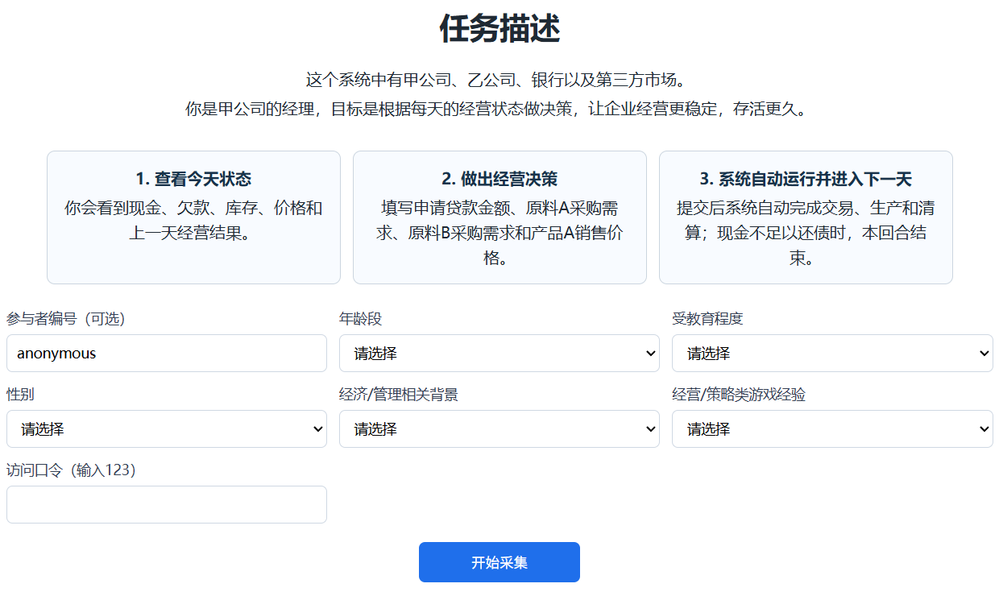 任务描述
这个系统中有甲公司、乙公司、银行以及第三方市场。
你是甲公司的经理，目标是根据每天的经营状态做决策，让企业经营更稳定，存活更久。
1. 查看今天状态
你会看到现金、欠款、库存、价格和
上一天经营结果。
2. 做出经营决策
填写申请贷款金额、原料A采购需
求、原料B采购需求和产品A销售价
格。
3. 系统自动运行并进入下一天
提交后系统自动完成交易、生产和清
算；现金不足以还债时，本回合结
束。
参与者编号（可选）
anonymous
年龄段
请选择
受教育程度
请选择
性别
请选择
经济/管理相关背景
请选择
经营/策略类游戏经验
请选择
访问口令（输入123）
开始采集